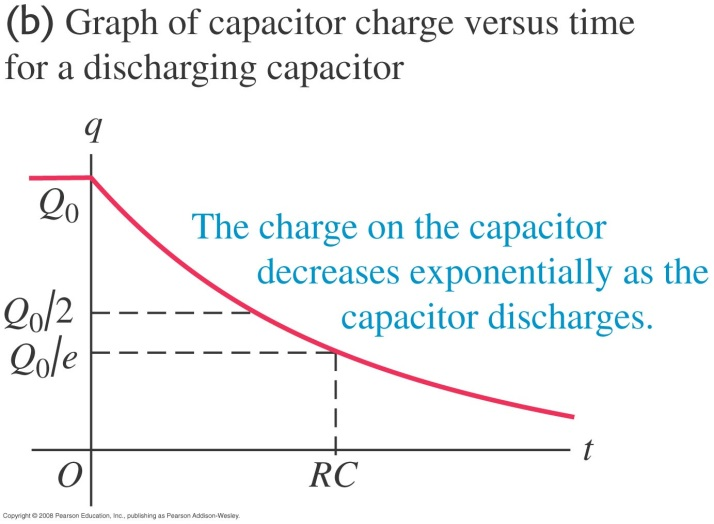 (b) Graph of capacitor charge versus time
for a discharging capacitor
q
Q₀
The charge on the capacitor
decreases exponentially as the
capacitor discharges.
Q₀/2
Q₀/e
t
O
RC
Copyright © 2008 Pearson Education, Inc., publishing as Pearson Addison-Wesley.